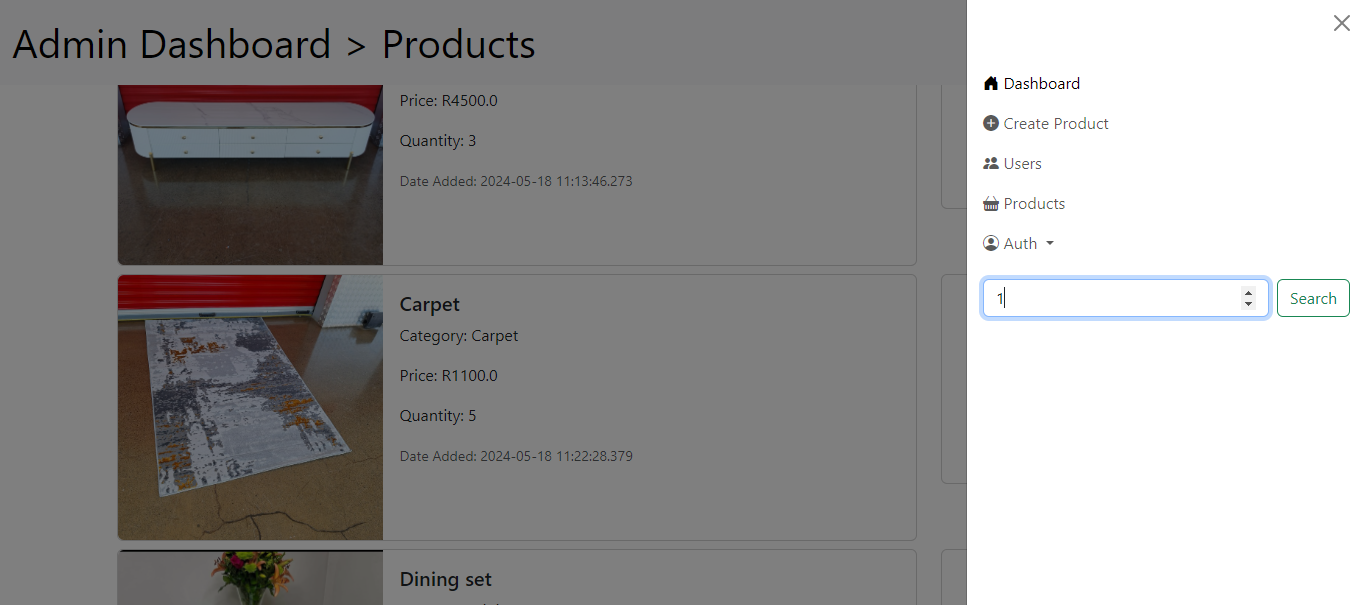 Admin Dashboard > Products
Price: R4500.0
Quantity: 3
Date Added: 2024-05-18 11:13:46.273
Carpet
Category: Carpet
Price: R1100.0
Quantity: 5
Date Added: 2024-05-18 11:22:28.379
Dining set
Dashboard
Create Product
Users
Products
Auth
1
Search